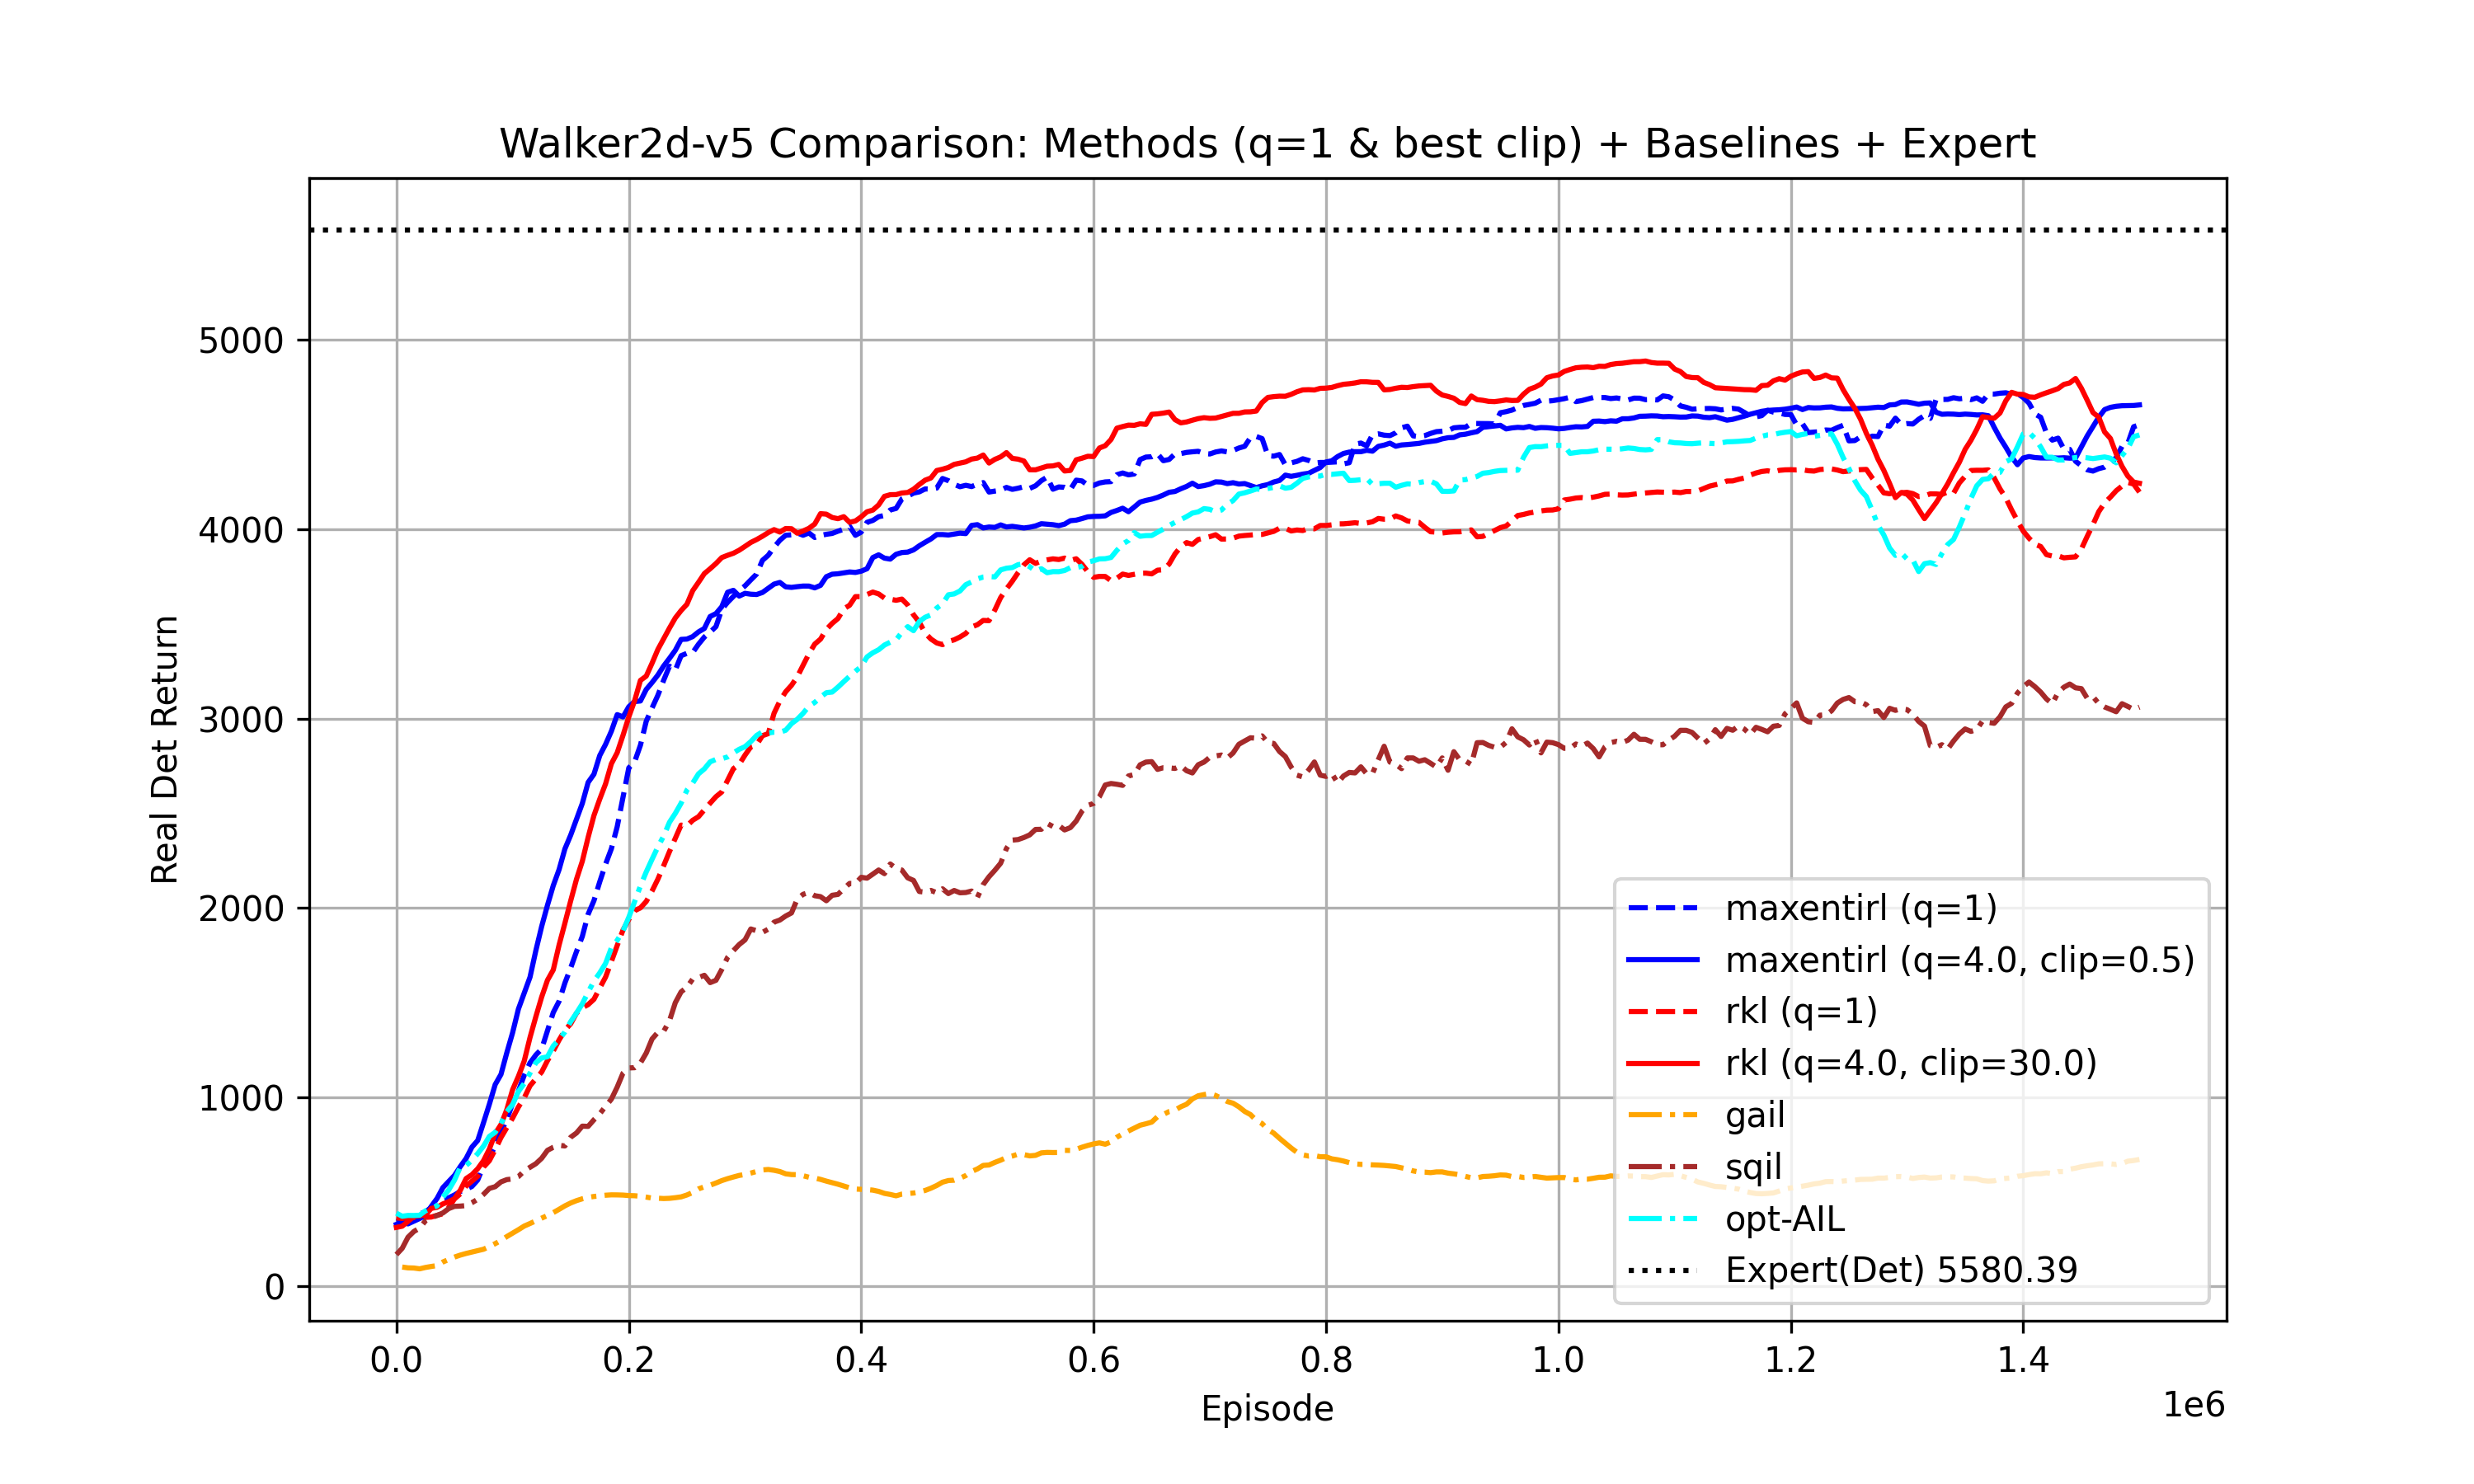 Walker2d-v5 Comparison: Methods (q=1 & best clip) + Baselines + Expert
Real Det Return
5000
4000
3000
2000
1000
0
maxentirl (q=1)
maxentirl (q=4.0, clip=0.5)
rkl (q=1)
rkl (q=4.0, clip=30.0)
gail
sqil
opt-AIL
Expert(Det) 5580.39
0.0 0.2 0.4 0.6 0.8 1.0 1.2 1.4
1e6
Episode